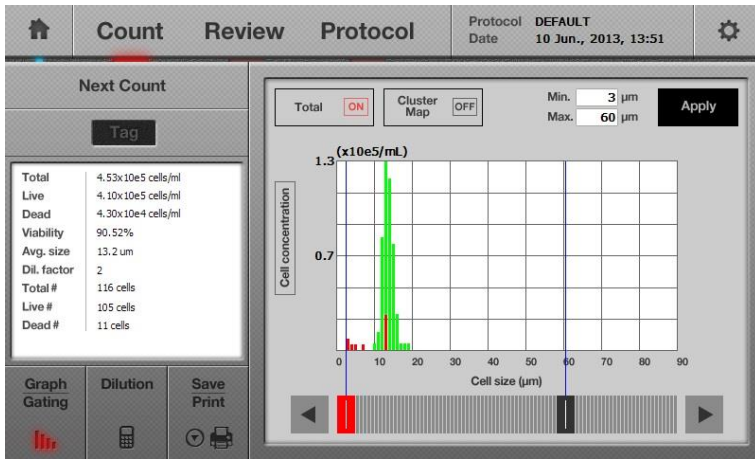 Count Review Protocol
Protocol DEFAULT
Date 10 Jun., 2013, 13:51
Next Count
Tag
Total 4.53x10e5 cells/ml
Live 4.10x10e5 cells/ml
Dead 4.30x10e4 cells/ml
Viability 90.52%
Avg. size 13.2 um
Dil. factor 2
Total # 116 cells
Live # 105 cells
Dead # 11 cells
Graph
Gating
Dilution
Save
Print
Total ON
Cluster
Map
OFF
Min. 3 µm
Max. 60 µm
Apply
(x10e5/mL)
1.3
0.7
Cell concentration
0 10 20 30 40 50 60 70 80 90
Cell size (µm)